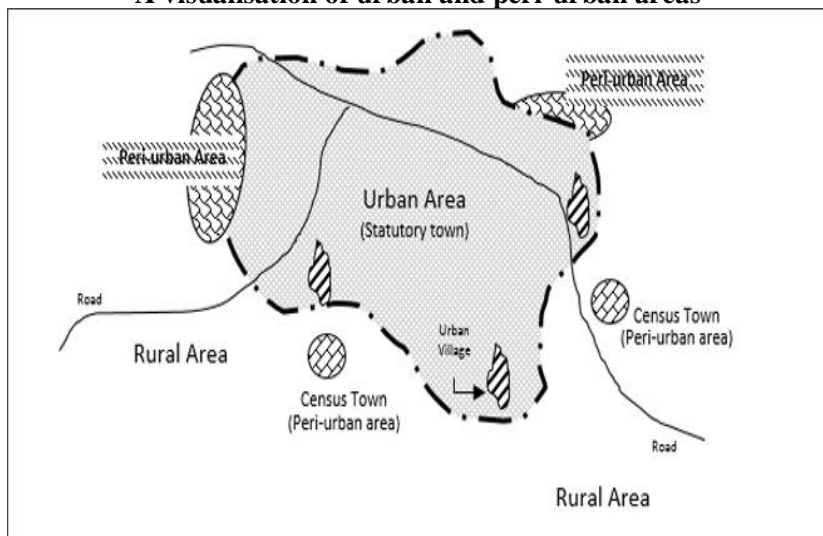 A visualisation of urban and peri-urban areas
Peri-urban Area
Peri-urban Area
Urban Area
(Statutory town)
Road
Rural Area
Urban
Village
Census Town
(Peri-urban area)
Census Town
(Peri-urban area)
Road
Rural Area